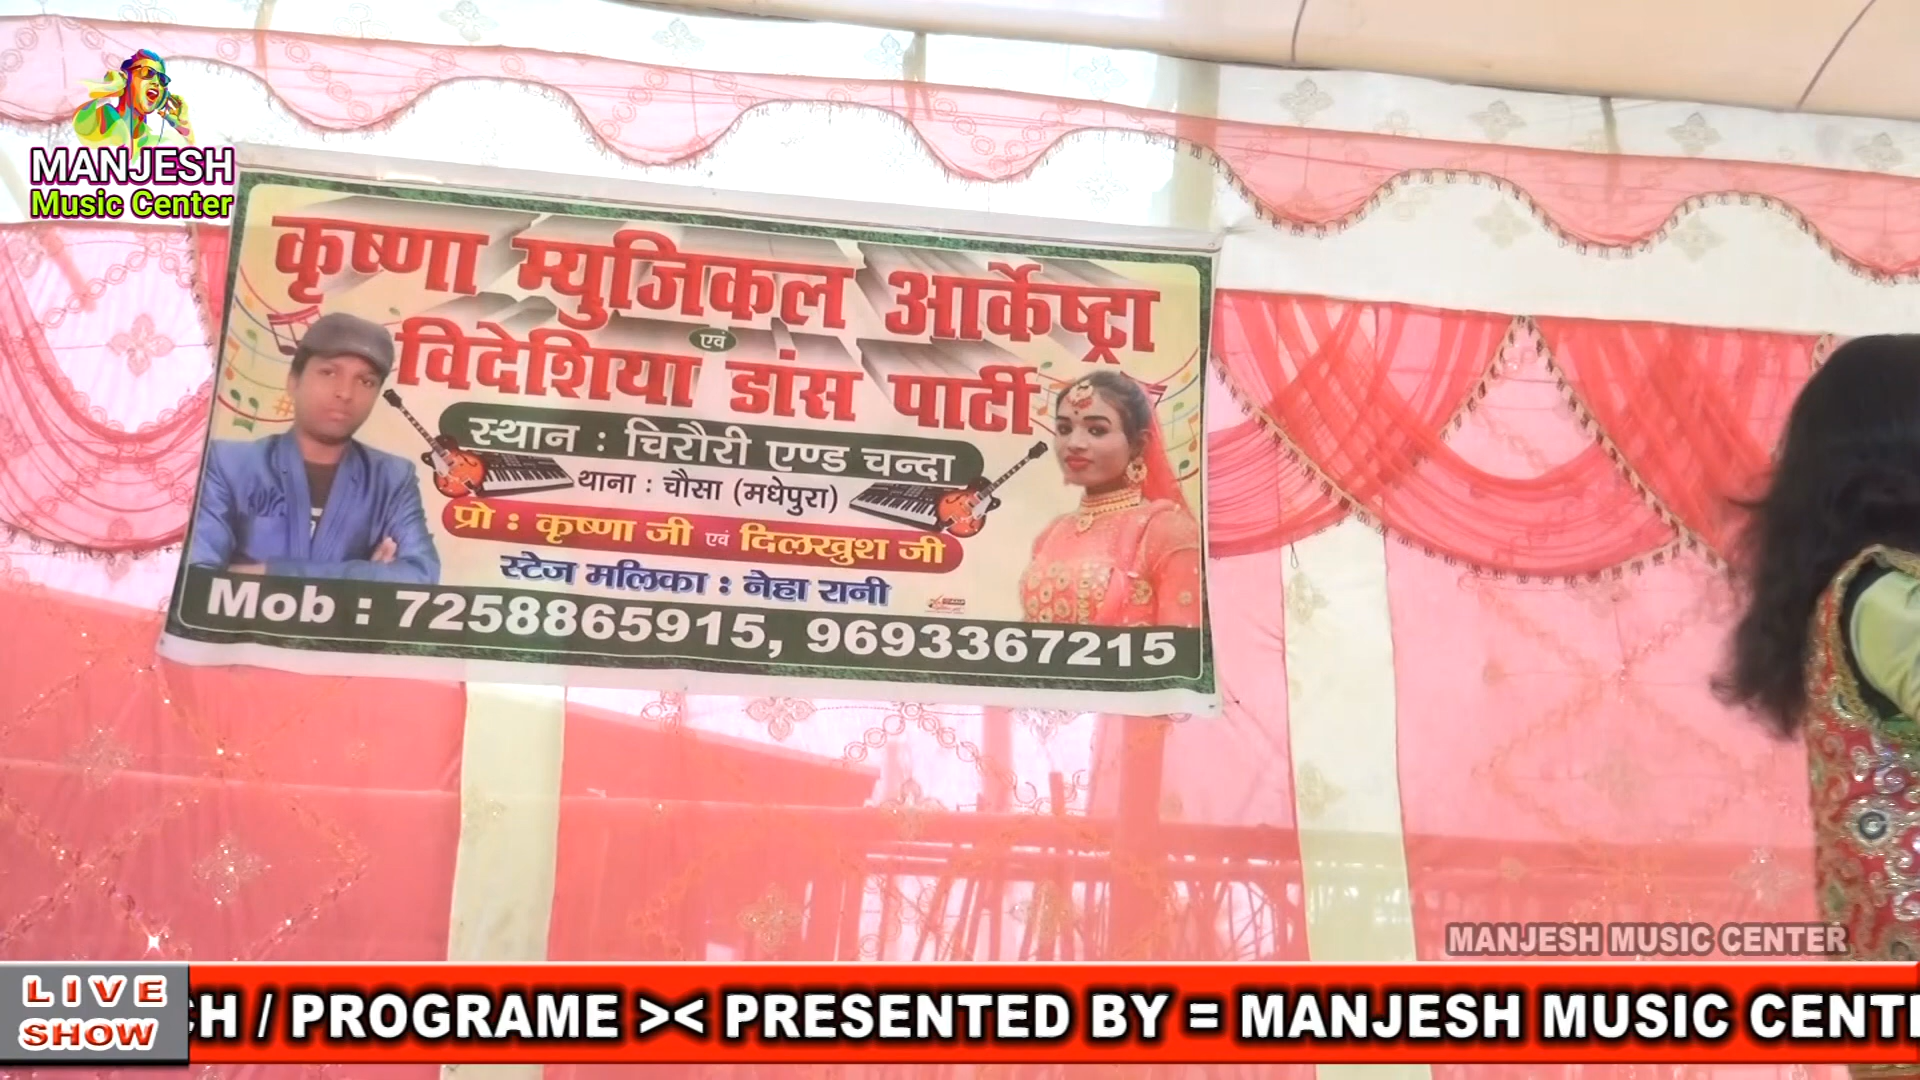 MANJESH
Music Center
कृष्णा म्युजिकल आर्केष्ट्रा
एवं
विदेशिया डांस पार्टी
स्थान : चिरौरी एण्ड चन्दा
थाना : चौसा (मधेपुरा)
प्रो : कृष्णा जी एवं दिलखुश जी
स्टेज मलिका : नेहा रानी
Mob : 7258865915, 9693367215
MANJESH MUSIC CENTER
LIVE
SHOW
CH / PROGRAME >< PRESENTED BY = MANJESH MUSIC CENT